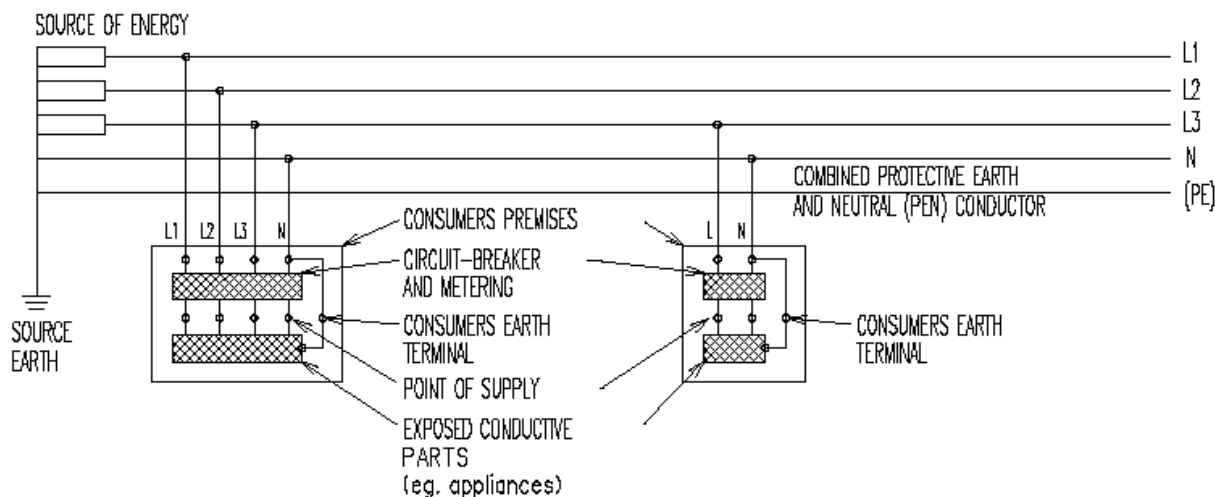 SOURCE OF ENERGY
L1
L2
L3
N
COMBINED PROTECTIVE EARTH
AND NEUTRAL (PEN) CONDUCTOR
(PE)
L1 L2 L3 N
CONSUMERS PREMISES
L N
CIRCUIT-BREAKER
AND METERING
SOURCE
EARTH
CONSUMERS EARTH
TERMINAL
CONSUMERS EARTH
TERMINAL
POINT OF SUPPLY
EXPOSED CONDUCTIVE
PARTS
(eg. appliances)